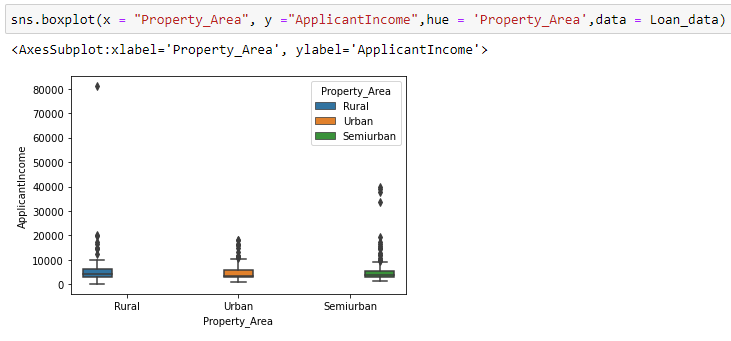 sns.boxplot(x = "Property_Area", y ="ApplicantIncome",hue = 'Property_Area',data = Loan_data)
<AxesSubplot:xlabel='Property_Area', ylabel='ApplicantIncome'>
Property_Area
Rural
Urban
Semiurban
80000
70000
60000
50000
40000
30000
20000
10000
0
ApplicantIncome
Rural
Urban
Semiurban
Property_Area